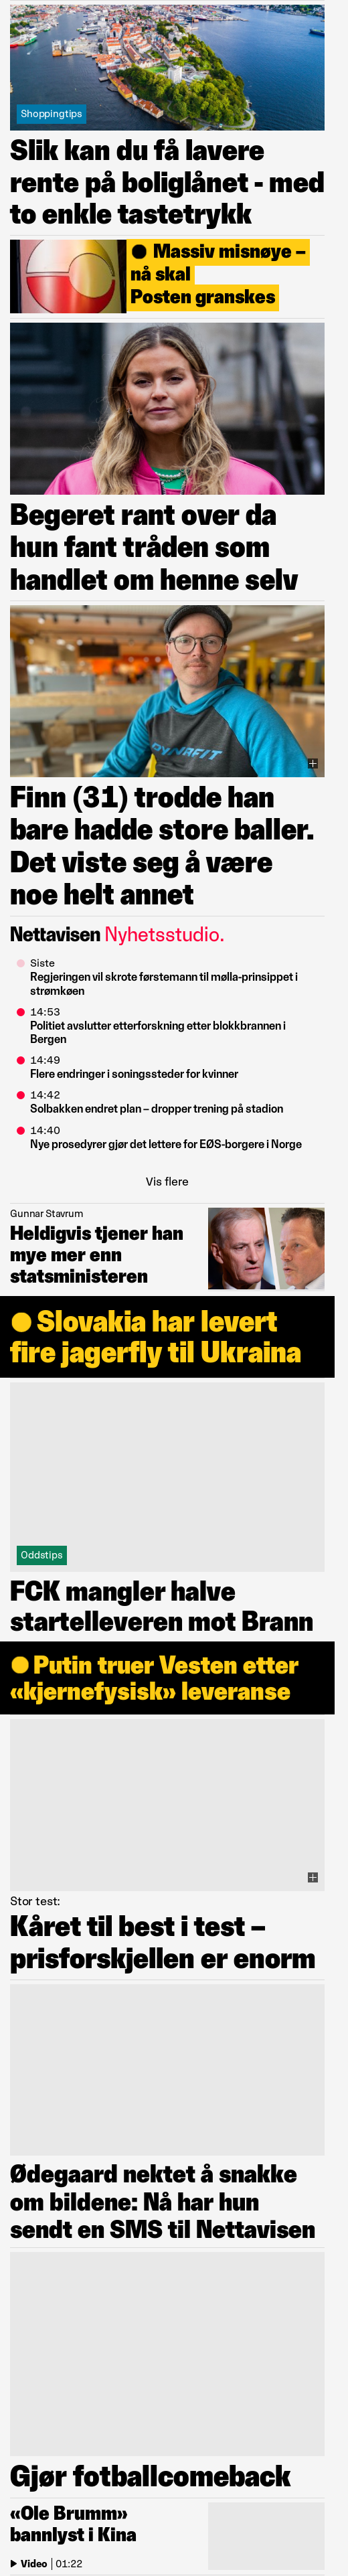 Shoppingtips
Slik kan du få lavere
rente på boliglånet - med
to enkle tastetrykk
Massiv misnøye –
nå skal
Posten granskes
Begeret rant over da
hun fant tråden som
handlet om henne selv
DYNAFIT
Finn (31) trodde han
bare hadde store baller.
Det viste seg å være
noe helt annet
Nettavisen Nyhetsstudio.
Siste
Regjeringen vil skrote førstemann til mølla-prinsippet i
strømkøen
14:53
Politiet avslutter etterforskning etter blokkbrannen i
Bergen
14:49
Flere endringer i soningssteder for kvinner
14:42
Solbakken endret plan – dropper trening på stadion
14:40
Nye prosedyrer gjør det lettere for EØS-borgere i Norge
Vis flere
Gunnar Stavrum
Heldigvis tjener han
mye mer enn
statsministeren
Slovakia har levert
fire jagerfly til Ukraina
Oddstips
FCK mangler halve
startelleveren mot Brann
Putin truer Vesten etter
«kjernefysisk» leveranse
Stor test:
Kåret til best i test –
prisforskjellen er enorm
Ødegaard nektet å snakke
om bildene: Nå har hun
sendt en SMS til Nettavisen
Gjør fotballcomeback
«Ole Brumm»
bannlyst i Kina
Video | 01:22